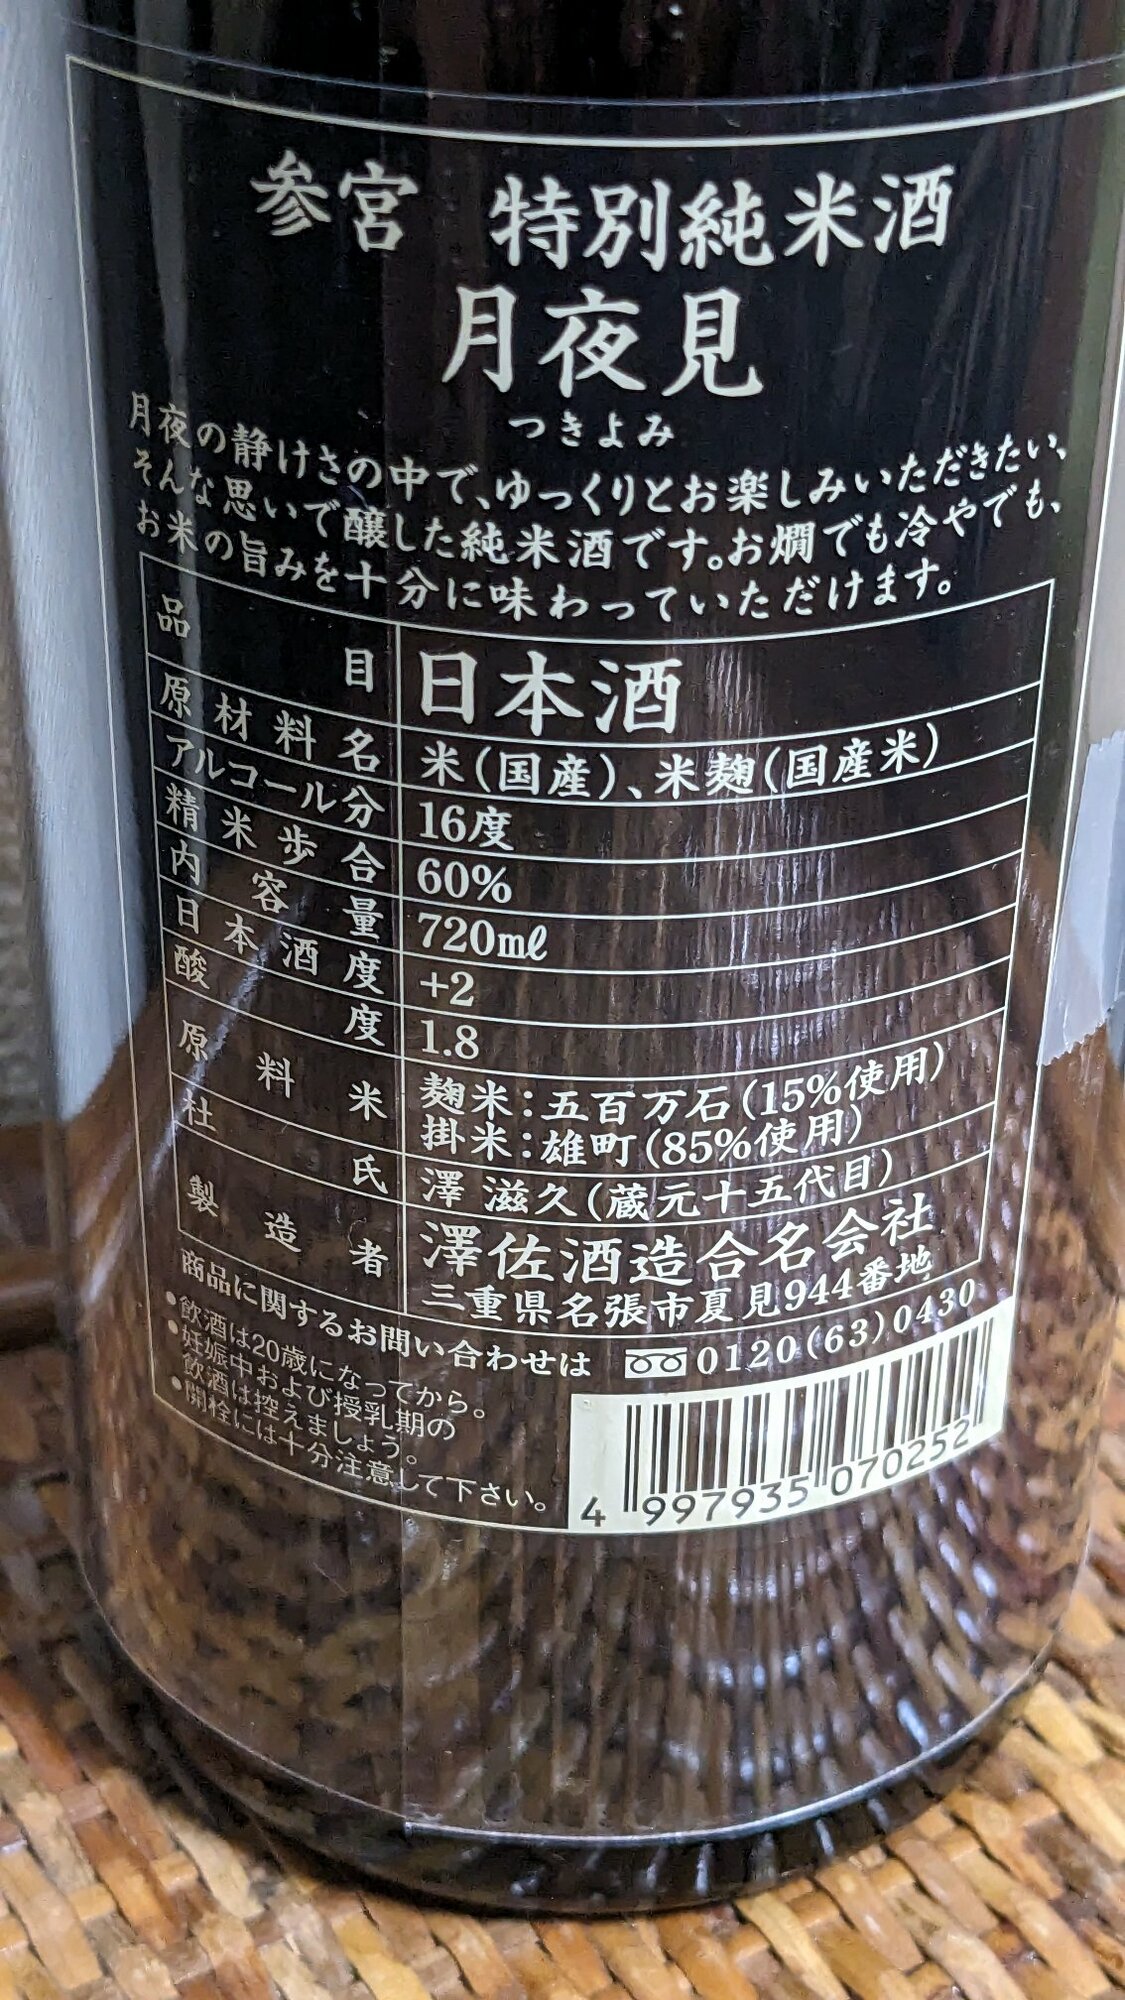 参宮 特別純米酒
月夜見
つきよみ
月夜の静けさの中で、ゆっくりとお楽しみいただきたい、
そんな思いで醸した純米酒です。お燗でも冷やでも、
お米の旨みを十分に味わっていただけます。
品目 日本酒
原材料名 米(国産)、米麹(国産米)
アルコール分 16度
精米歩合 60%
内容量 720mℓ
日本酒度 +2
酸度 1.8
原料米 麹米:五百万石(15%使用)
掛米:雄町(85%使用)
杜氏 澤 滋久(蔵元十五代目)
製造者 澤佐酒造合名会社
三重県名張市夏見944番地
商品に関するお問い合わせは 0120(63)0430
●飲酒は20歳になってから。
●妊娠中および授乳期の
飲酒は控えましょう。
●開栓には十分注意して下さい。
4 997935 070252